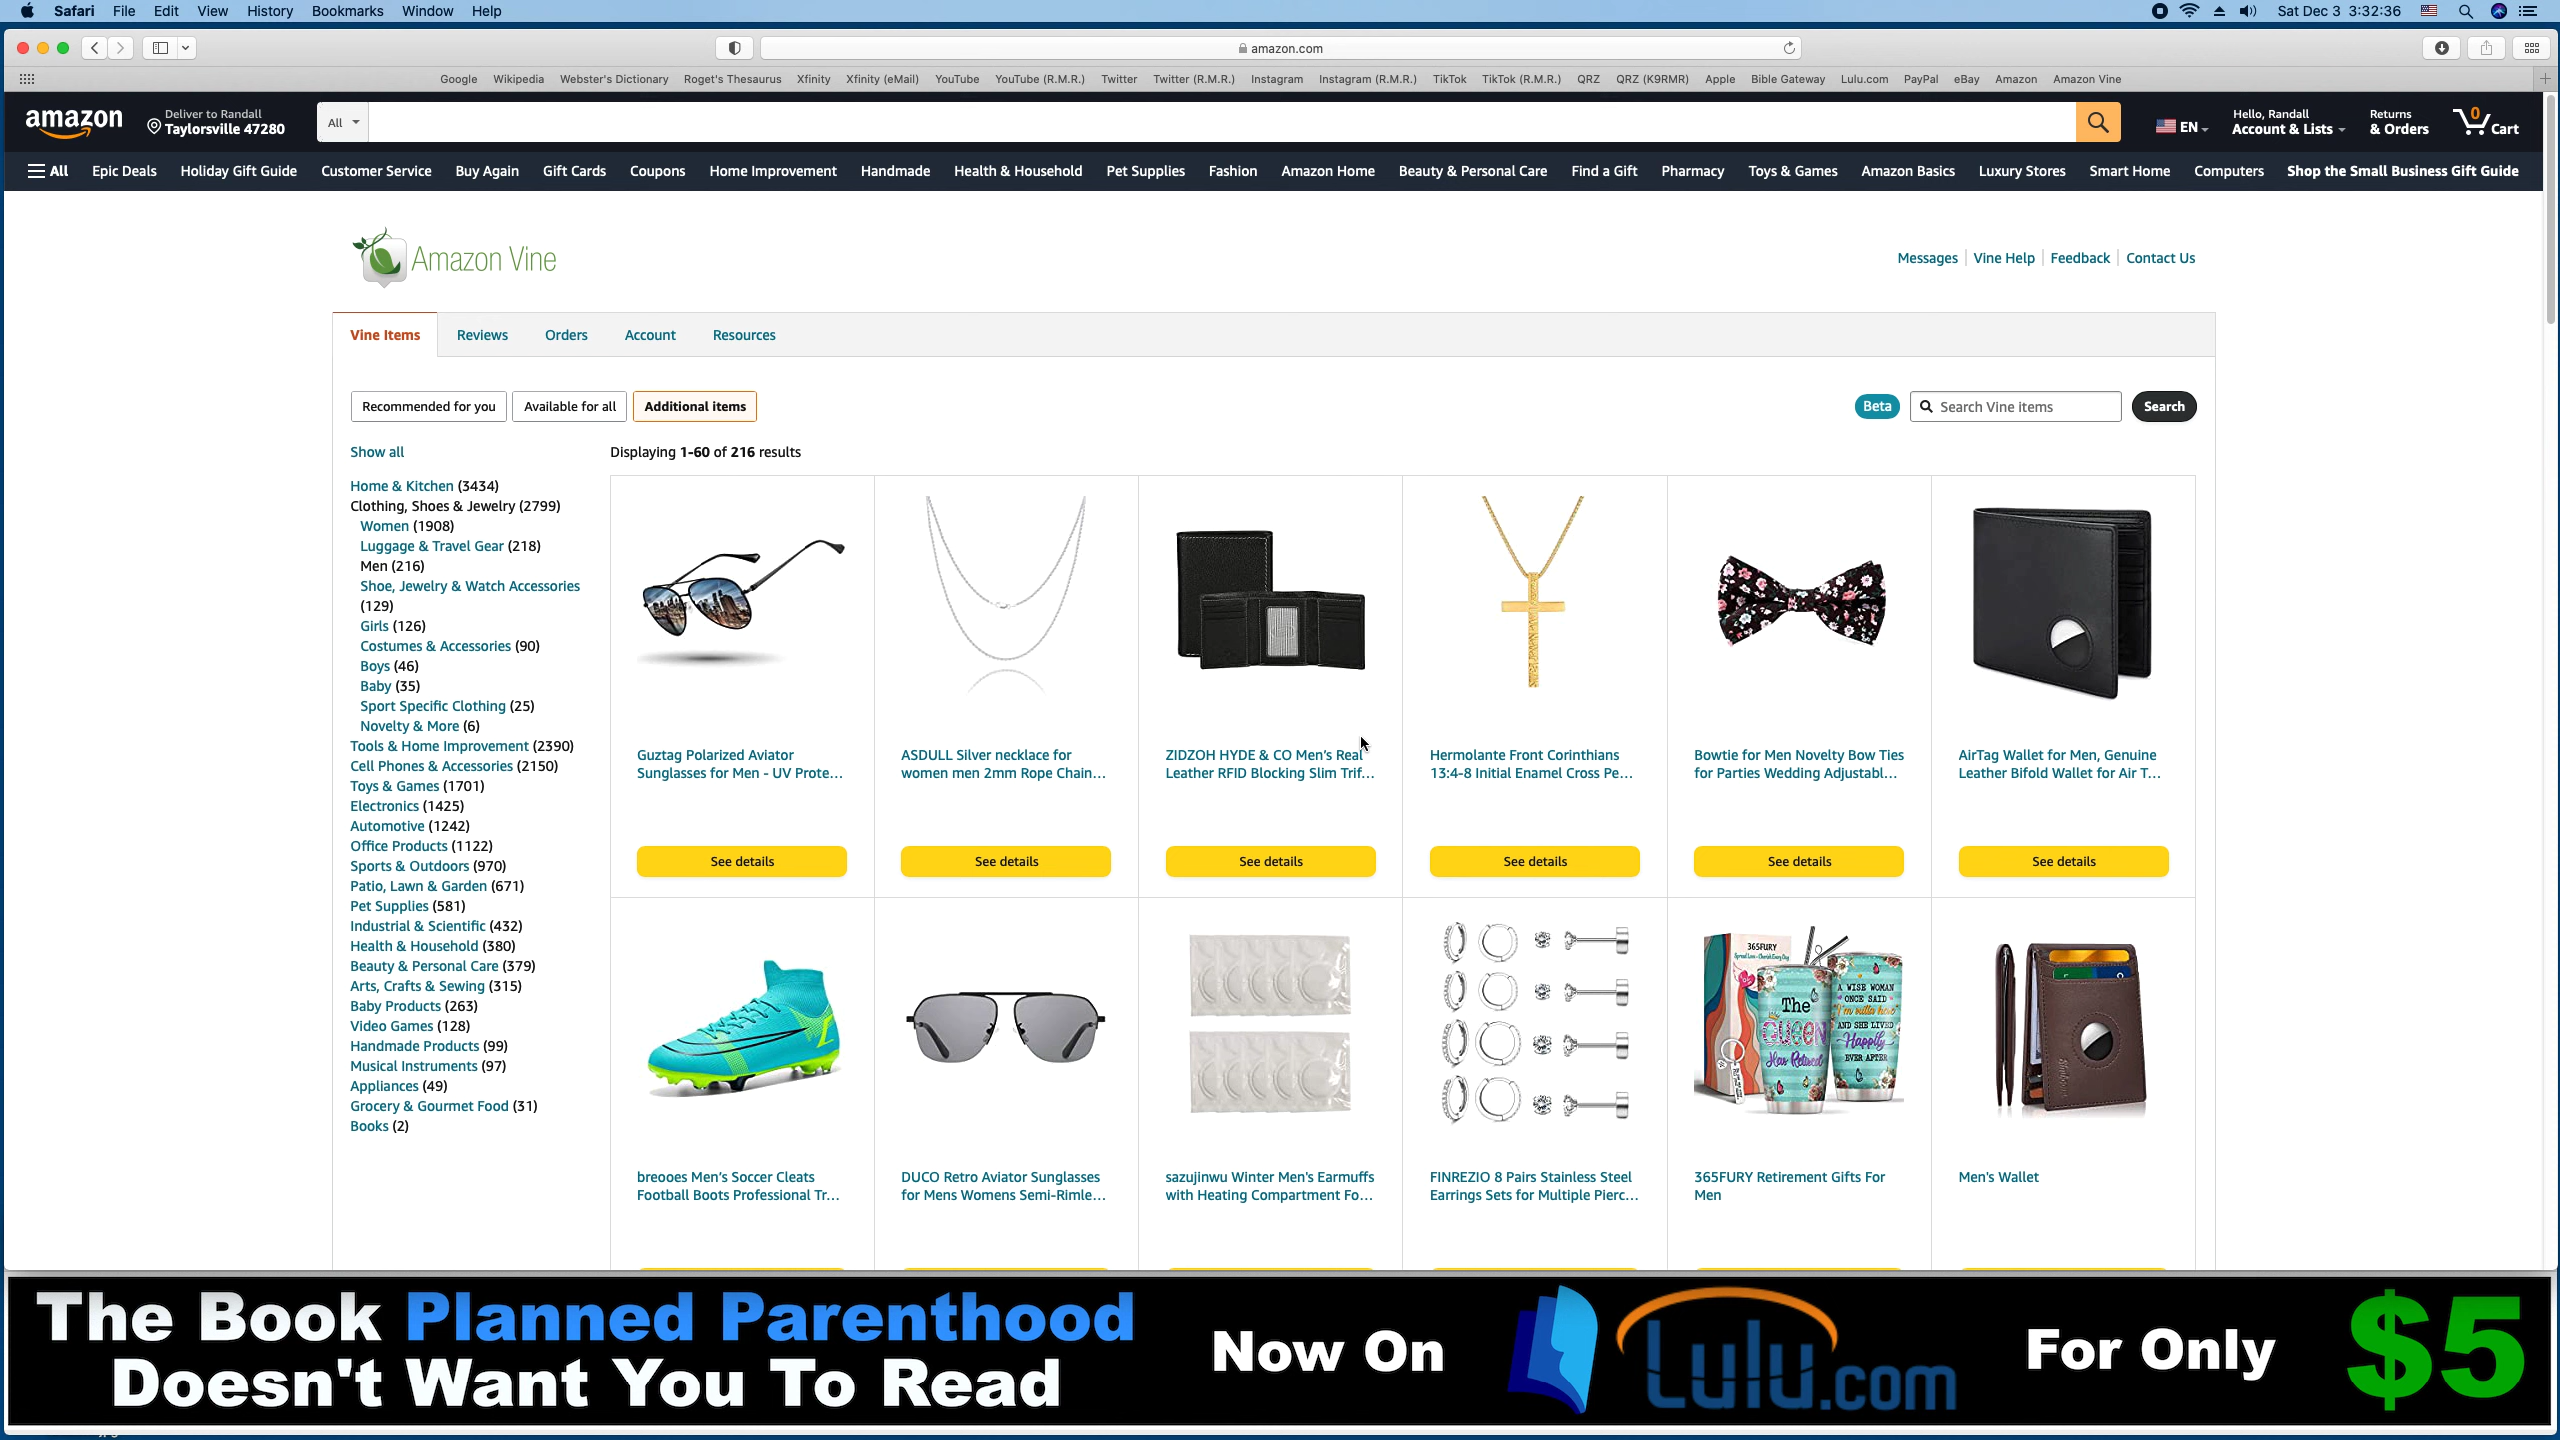 Safari File Edit View History Bookmarks Window Help
Sat Dec 3 3:32:36
amazon.com
Google Wikipedia Webster's Dictionary Roget's Thesaurus Xfinity Xfinity (eMail) YouTube YouTube (R.M.R.) Twitter Twitter (R.M.R.) Instagram Instagram (R.M.R.) TikTok TikTok (R.M.R.) QRZ QRZ (K9RMR) Apple Bible Gateway Lulu.com PayPal eBay Amazon Amazon Vine
amazon
Deliver to Randall
Taylorsville 47280
All
EN
Hello, Randall
Account & Lists
Returns
& Orders
0
Cart
All Epic Deals Holiday Gift Guide Customer Service Buy Again Gift Cards Coupons Home Improvement Handmade Health & Household Pet Supplies Fashion Amazon Home Beauty & Personal Care Find a Gift Pharmacy Toys & Games Amazon Basics Luxury Stores Smart Home Computers Shop the Small Business Gift Guide
Amazon Vine
Messages Vine Help Feedback Contact Us
Vine Items Reviews Orders Account Resources
Recommended for you Available for all Additional items
Beta Search Vine items Search
Show all
Displaying 1-60 of 216 results
Home & Kitchen (3434)
Clothing, Shoes & Jewelry (2799)
Women (1908)
Luggage & Travel Gear (218)
Men (216)
Shoe, Jewelry & Watch Accessories
(129)
Girls (126)
Costumes & Accessories (90)
Boys (46)
Baby (35)
Sport Specific Clothing (25)
Novelty & More (6)
Tools & Home Improvement (2390)
Cell Phones & Accessories (2150)
Toys & Games (1701)
Electronics (1425)
Automotive (1242)
Office Products (1122)
Sports & Outdoors (970)
Patio, Lawn & Garden (671)
Pet Supplies (581)
Industrial & Scientific (432)
Health & Household (380)
Beauty & Personal Care (379)
Arts, Crafts & Sewing (315)
Baby Products (263)
Video Games (128)
Handmade Products (99)
Musical Instruments (97)
Appliances (49)
Grocery & Gourmet Food (31)
Books (2)
Guztag Polarized Aviator
Sunglasses for Men - UV Prote...
See details
ASDULL Silver necklace for
women men 2mm Rope Chain...
See details
ZIDZOH HYDE & CO Men's Real
Leather RFID Blocking Slim Trif...
See details
Hermolante Front Corinthians
13:4-8 Initial Enamel Cross Pe...
See details
Bowtie for Men Novelty Bow Ties
for Parties Wedding Adjustabl...
See details
AirTag Wallet for Men, Genuine
Leather Bifold Wallet for Air T...
See details
breooes Men's Soccer Cleats
Football Boots Professional Tr...
DUCO Retro Aviator Sunglasses
for Mens Womens Semi-Rimle...
sazujinwu Winter Men's Earmuffs
with Heating Compartment Fo...
FINREZIO 8 Pairs Stainless Steel
Earrings Sets for Multiple Pierc...
365FURY
The
QUEEN
Has Retired
A WISE WOMAN
ONCE SAID
I'm outta here
AND SHE LIVED
Happily
EVER AFTER
365FURY Retirement Gifts For
Men
Men's Wallet
The Book Planned Parenthood
Doesn't Want You To Read
Now On
Lulu.com
For Only
$5